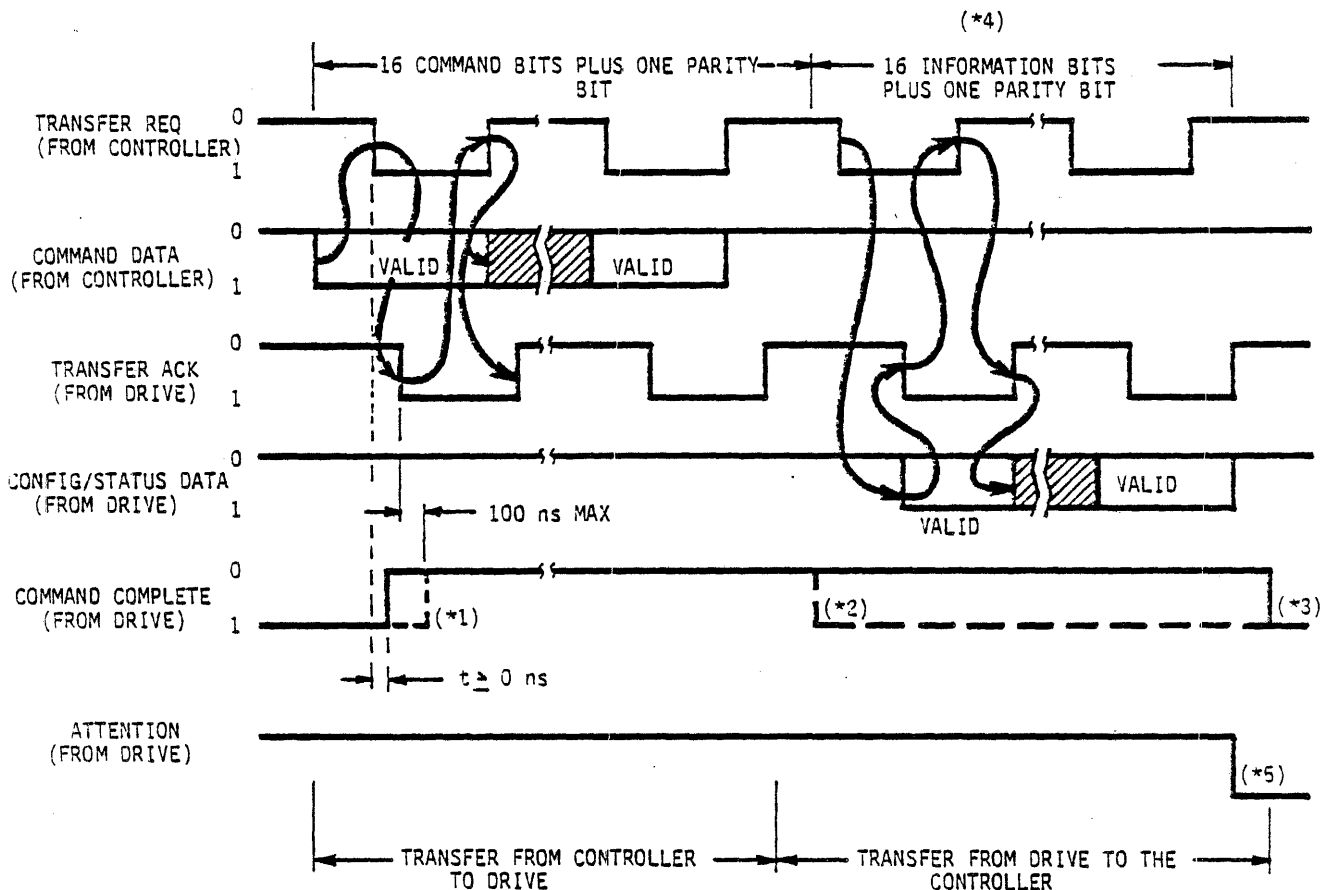 (*4)
16 COMMAND BITS PLUS ONE PARITY
BIT
16 INFORMATION BITS
PLUS ONE PARITY BIT
TRANSFER REQ
(FROM CONTROLLER)
0
1
COMMAND DATA
(FROM CONTROLLER)
0
1
VALID
VALID
TRANSFER ACK
(FROM DRIVE)
0
1
CONFIG/STATUS DATA
(FROM DRIVE)
0
1
VALID
VALID
100 ns MAX
COMMAND COMPLETE
(FROM DRIVE)
0
1
(*1)
(*2)
(*3)
t ≥ 0 ns
ATTENTION
(FROM DRIVE)
(*5)
TRANSFER FROM CONTROLLER
TO DRIVE
TRANSFER FROM DRIVE TO THE
CONTROLLER